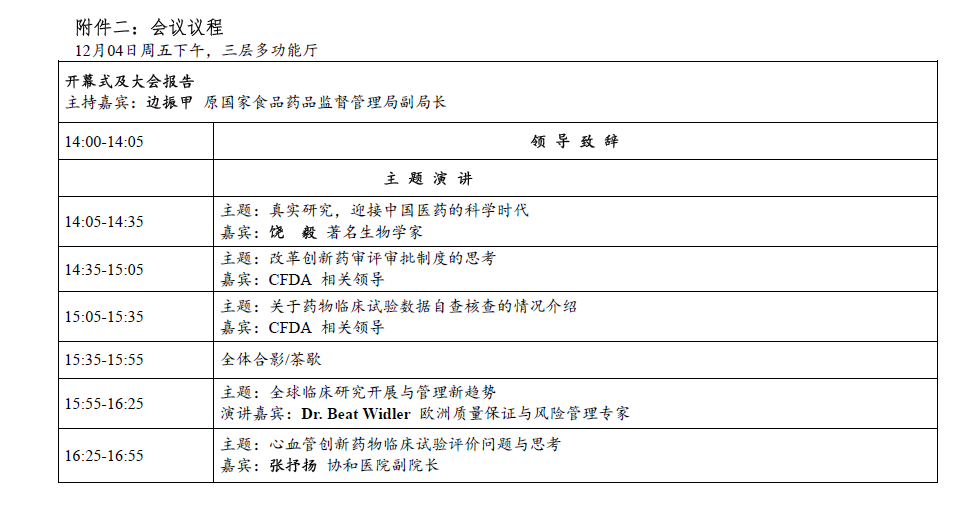 附件二：会议议程
12月04日周五下午，三层多功能厅
开幕式及大会报告
主持嘉宾：边振甲 原国家食品药品监督管理局副局长
14:00-14:05 领 导 致 辞
主 题 演 讲
14:05-14:35
主题：真实研究，迎接中国医药的科学时代
嘉宾：饶　毅 著名生物学家
14:35-15:05
主题：改革创新药审评审批制度的思考
嘉宾：CFDA 相关领导
15:05-15:35
主题：关于药物临床试验数据自查核查的情况介绍
嘉宾：CFDA 相关领导
15:35-15:55 全体合影/茶歇
15:55-16:25
主题：全球临床研究开展与管理新趋势
演讲嘉宾：Dr. Beat Widler 欧洲质量保证与风险管理专家
16:25-16:55
主题：心血管创新药物临床试验评价问题与思考
嘉宾：张抒扬 协和医院副院长